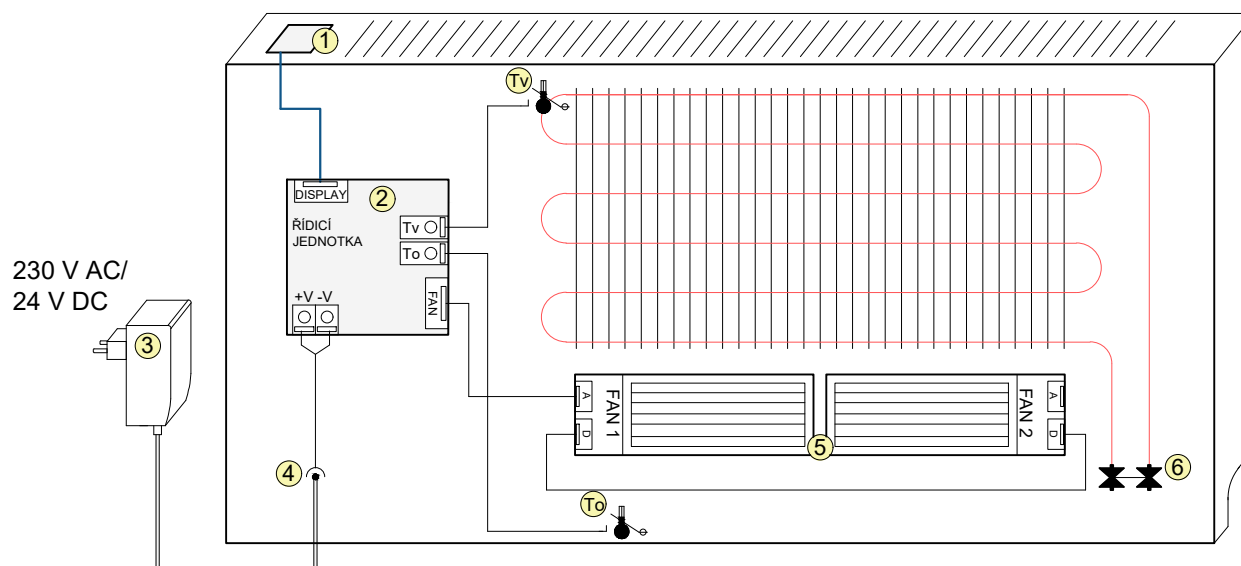 1
Tv
DISPLAY
2
ŘÍDICÍ
JEDNOTKA
Tv
To
FAN
+V -V
230 V AC/
24 V DC
3
A
D
FAN 1
FAN 2
A
D
5
4
6
To